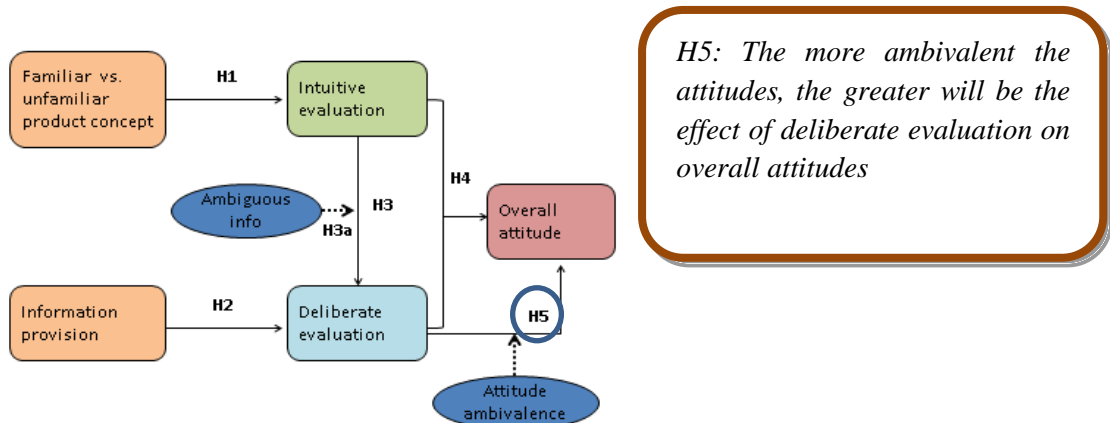 Familiar vs.
unfamiliar
product concept
H1
Intuitive
evaluation
H5: The more ambivalent the
attitudes, the greater will be the
effect of deliberate evaluation on
overall attitudes
Ambiguous
info
H3a
H3
H4
Overall
attitude
Information
provision
H2
Deliberate
evaluation
H5
Attitude
ambivalence